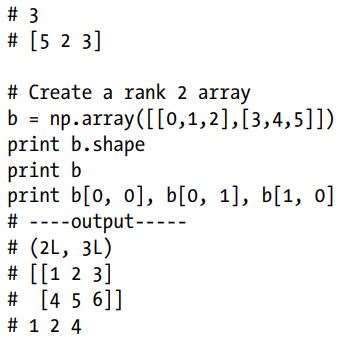 # 3
# [5 2 3]

# Create a rank 2 array
b = np.array([[0,1,2],[3,4,5]])
print b.shape
print b
print b[0, 0], b[0, 1], b[1, 0]
# ----output-----
# (2L, 3L)
# [[1 2 3]
#  [4 5 6]]
# 1 2 4